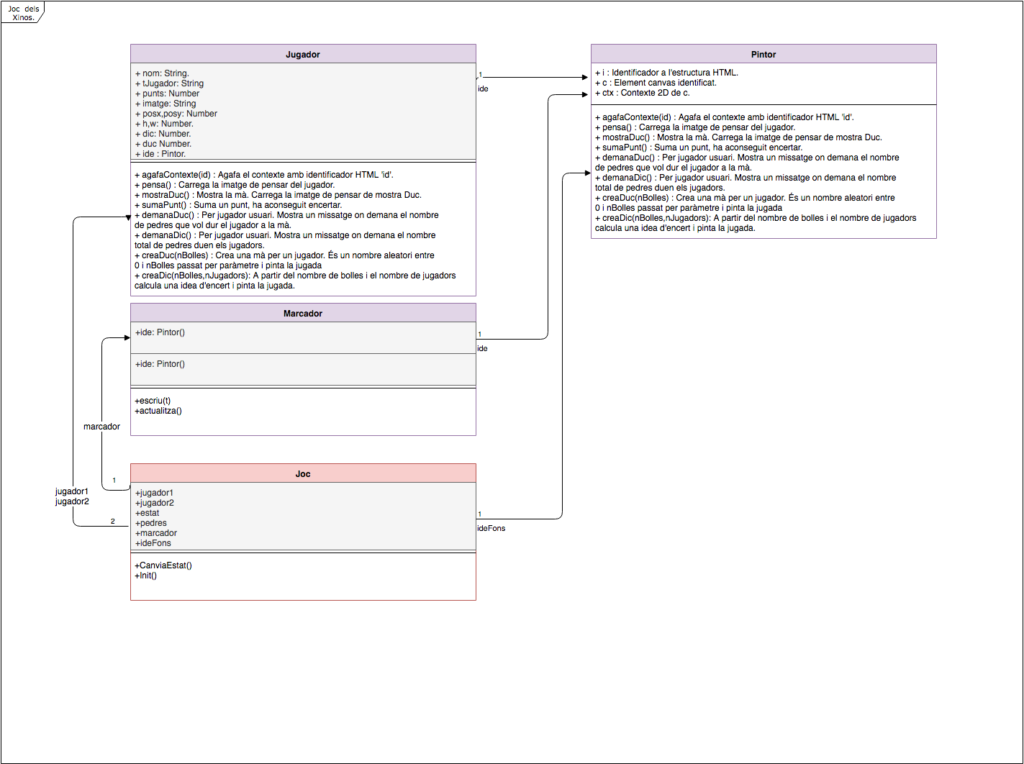 Joc dels
Xinos.
Jugador
+ nom: String.
+ tJugador: String
+ punts: Number
+ imatge: String
+ posx,posy: Number
+ h,w: Number.
+ dic: Number.
+ duc Number.
+ ide : Pintor.
+ agafaContexte(id) : Agafa el contexte amb identificador HTML 'id'.
+ pensa() : Carrega la imatge de pensar del jugador.
+ mostraDuc() : Mostra la mà. Carrega la imatge de pensar de mostra Duc.
+ sumaPunt() : Suma un punt, ha aconseguit encertar.
+ demanaDuc() : Per jugador usuari. Mostra un missatge on demana el nombre
de pedres que vol dur el jugador a la mà.
+ demanaDic() : Per jugador usuari. Mostra un missatge on demana el nombre
total de pedres duen els jugadors.
+ creaDuc(nBolles) : Crea una mà per un jugador. És un nombre aleatori entre
0 i nBolles passat per paràmetre i pinta la jugada
+ creaDic(nBolles,nJugadors): A partir del nombre de bolles i el nombre de jugadors
calcula una idea d'encert i pinta la jugada.
1
ide
Pintor
+ i : Identificador a l'estructura HTML.
+ c : Element canvas identificat.
+ ctx : Contexte 2D de c.
+ agafaContexte(id) : Agafa el contexte amb identificador HTML 'id'.
+ pensa() : Carrega la imatge de pensar del jugador.
+ mostraDuc() : Mostra la mà. Carrega la imatge de pensar de mostra Duc.
+ sumaPunt() : Suma un punt, ha aconseguit encertar.
+ demanaDuc() : Per jugador usuari. Mostra un missatge on demana el nombre
de pedres que vol dur el jugador a la mà.
+ demanaDic() : Per jugador usuari. Mostra un missatge on demana el nombre
total de pedres duen els jugadors.
+ creaDuc(nBolles) : Crea una mà per un jugador. És un nombre aleatori entre
0 i nBolles passat per paràmetre i pinta la jugada
+ creaDic(nBolles,nJugadors): A partir del nombre de bolles i el nombre de jugadors
calcula una idea d'encert i pinta la jugada.
Marcador
+ide: Pintor()
+ide: Pintor()
+escriu(t)
+actualitza()
1
ide
marcador
1
jugador1
jugador2
2
Joc
+jugador1
+jugador2
+estat
+pedres
+marcador
+ideFons
+CanviaEstat()
+Init()
1
ideFons